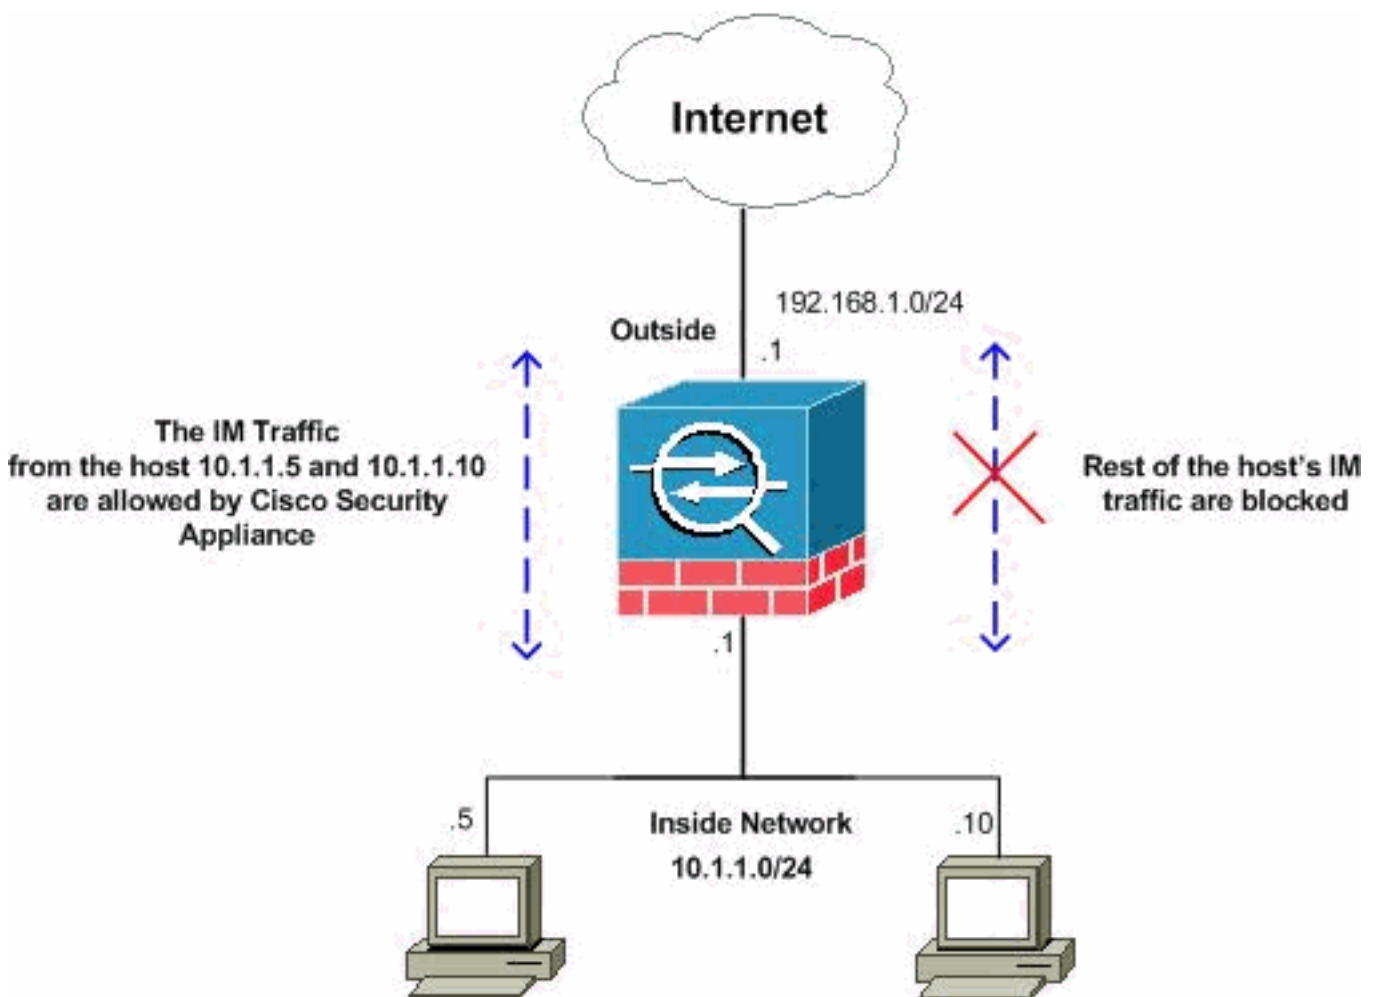 Internet
192.168.1.0/24
Outside
.1
The IM Traffic
from the host 10.1.1.5 and 10.1.1.10
are allowed by Cisco Security
Appliance
Rest of the host's IM
traffic are blocked
.1
.5
Inside Network
.10
10.1.1.0/24